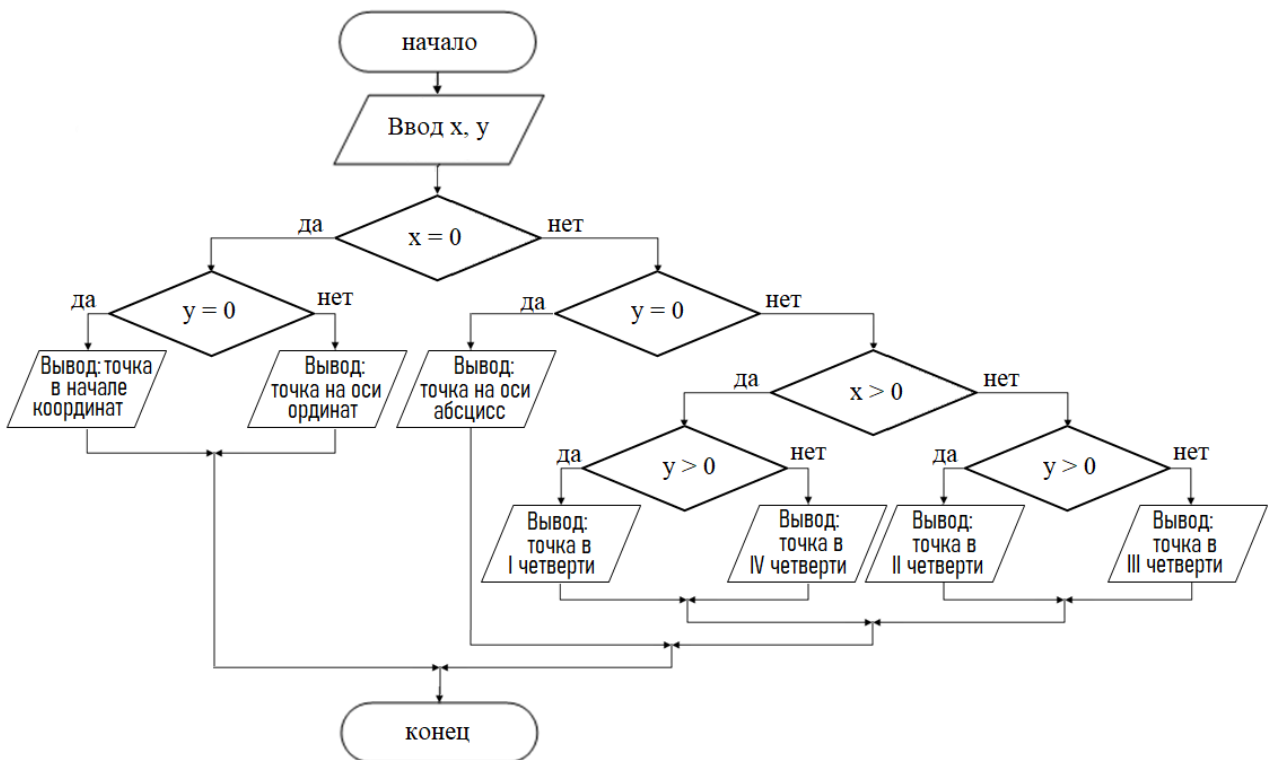 начало
Ввод x, y
да
x = 0
нет
да
y = 0
нет
да
y = 0
нет
Вывод: точка
в начале
координат
Вывод:
точка на оси
ординат
Вывод:
точка на оси
абсцисс
да
x > 0
нет
да
y > 0
нет
да
y > 0
нет
Вывод:
точка в
I четверти
Вывод:
точка в
IV четверти
Вывод:
точка в
II четверти
Вывод:
точка в
III четверти
конец